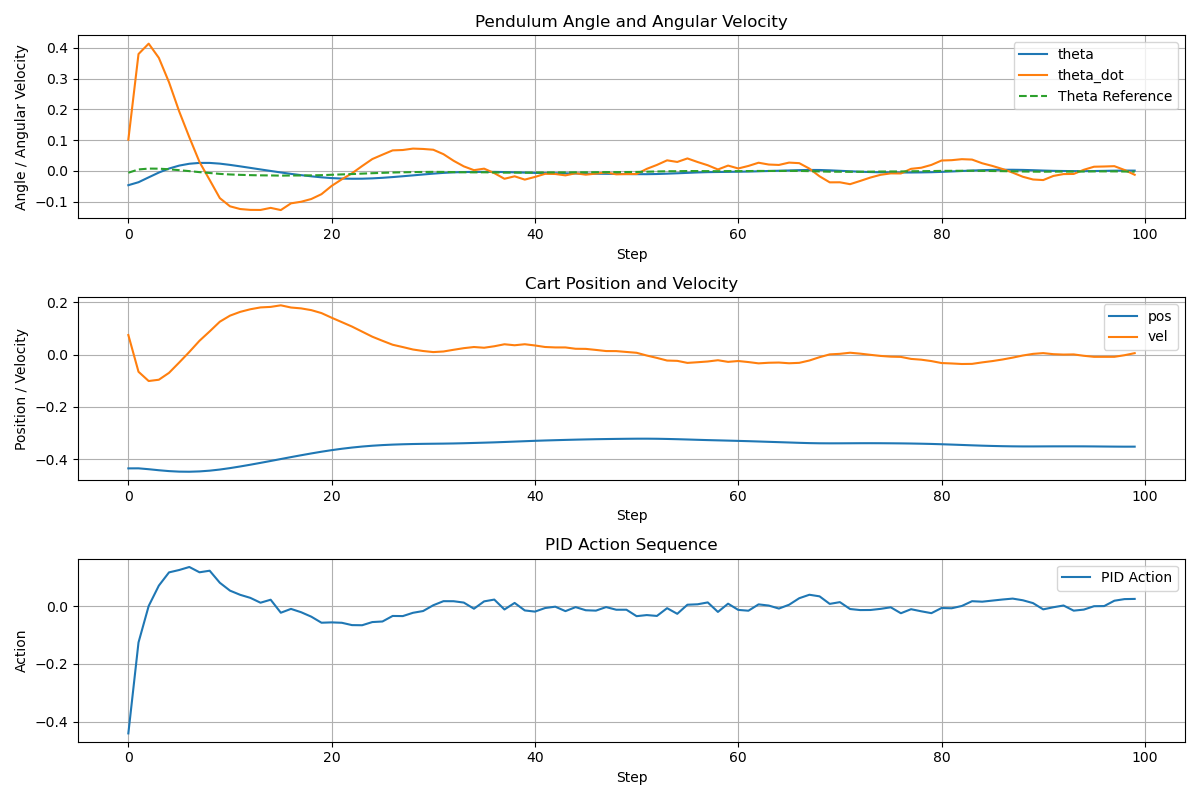 Pendulum Angle and Angular Velocity
Angle / Angular Velocity
0.4
0.3
0.2
0.1
0.0
−0.1
theta
theta_dot
Theta Reference
0 20 40 60 80 100
Step
Cart Position and Velocity
Position / Velocity
0.2
0.0
−0.2
−0.4
pos
vel
0 20 40 60 80 100
Step
PID Action Sequence
Action
0.0
−0.2
−0.4
PID Action
0 20 40 60 80 100
Step